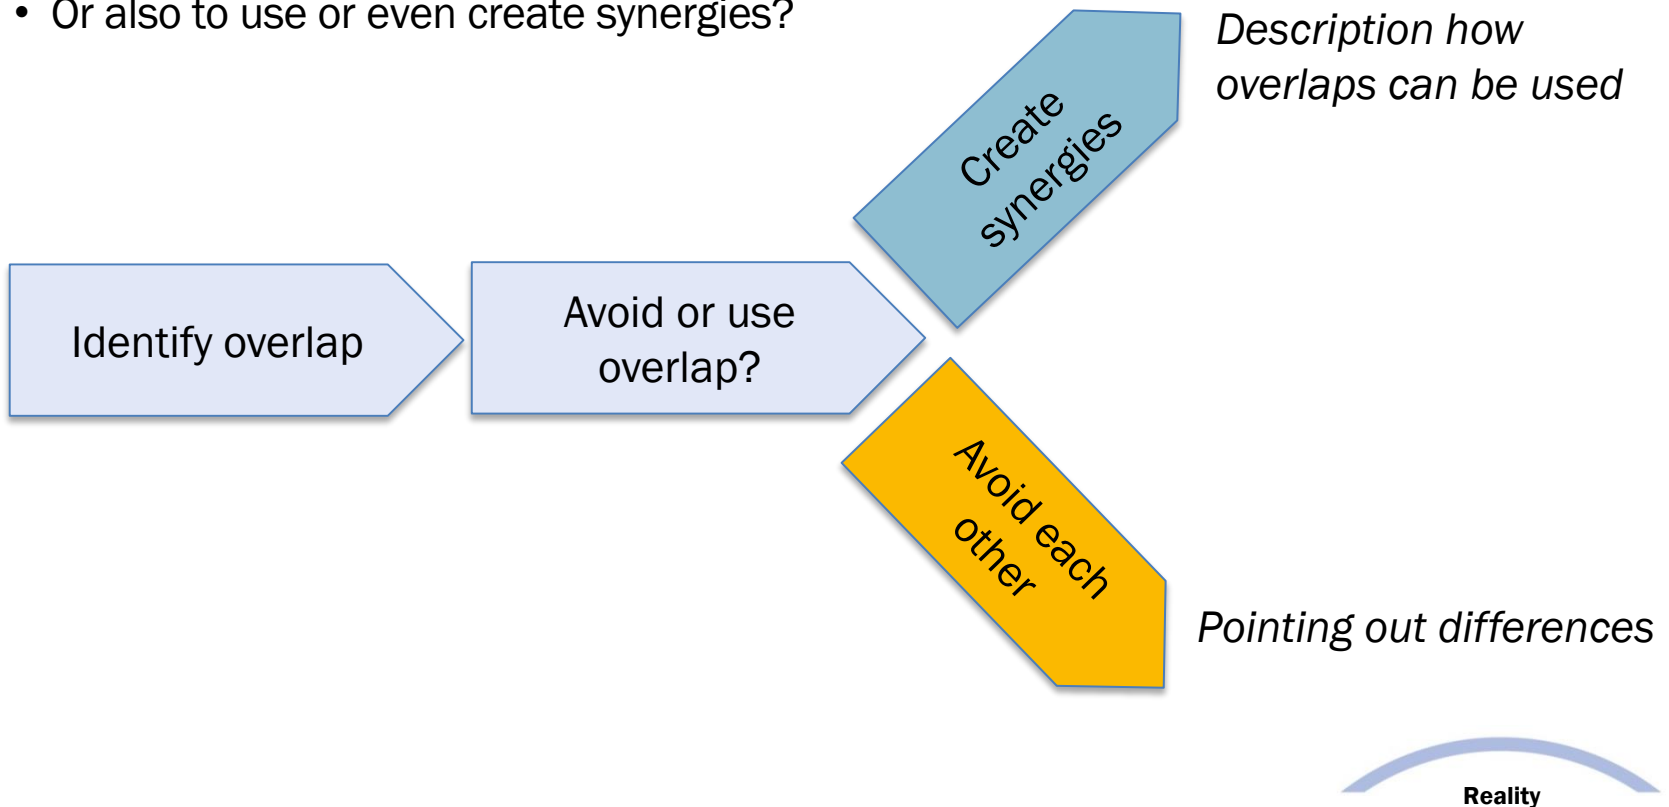 • Or also to use or even create synergies?
Description how
overlaps can be used
Create
synergies
Identify overlap
Avoid or use
overlap?
Avoid each
other
Pointing out differences
Reality